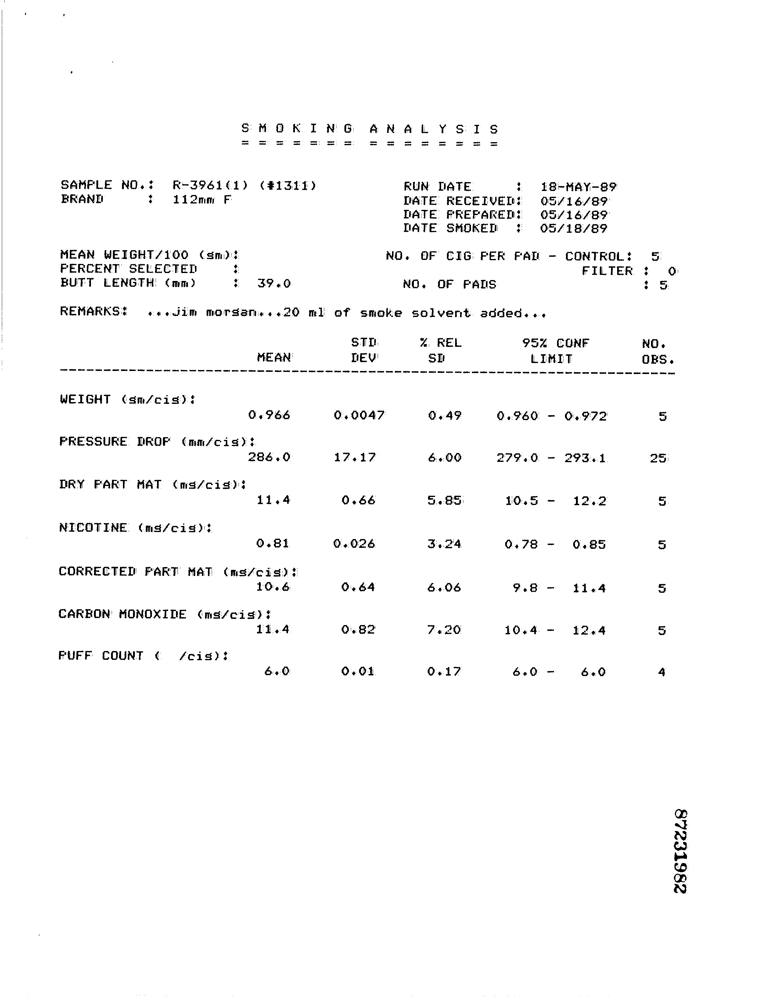 SMOKING ANALYSIS
= = = = = = = = = = = = = = =
SAMPLE NO.: R-3961(1) (#1311) RUN DATE : 18-MAY-89
BRAND : 112mm F DATE RECEIVED: 05/16/89
DATE PREPARED: 05/16/89
DATE SMOKED : 05/18/89
MEAN WEIGHT/100 (gm): NO. OF CIG PER PAD - CONTROL: 5
PERCENT SELECTED : FILTER : 0
BUTT LENGTH (mm) : 39.0 NO. OF PADS : 5
REMARKS: ...Jim morgan...20 ml of smoke solvent added...
STD % REL 95% CONF NO.
MEAN DEV SD LIMIT OBS.
WEIGHT (gm/cig):
0.966 0.0047 0.49 0.960 - 0.972 5
PRESSURE DROP (mm/cig):
286.0 17.17 6.00 279.0 - 293.1 25
DRY PART MAT (mg/cig):
11.4 0.66 5.85 10.5 - 12.2 5
NICOTINE (mg/cig):
0.81 0.026 3.24 0.78 - 0.85 5
CORRECTED PART MAT (mg/cig):
10.6 0.64 6.06 9.8 - 11.4 5
CARBON MONOXIDE (mg/cig):
11.4 0.82 7.20 10.4 - 12.4 5
PUFF COUNT ( /cig):
6.0 0.01 0.17 6.0 - 6.0 4
87231982